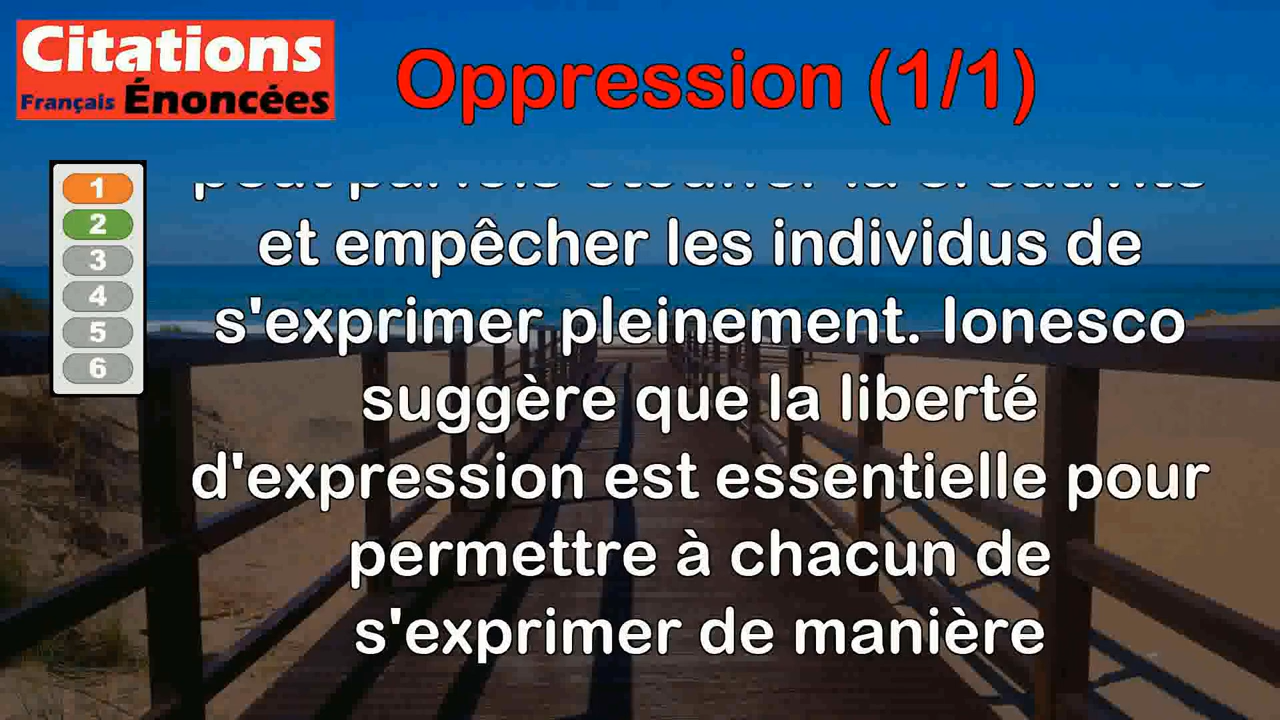 Citations
Français Énoncées
Oppression (1/1)
1
2
3
4
5
6
et empêcher les individus de
s'exprimer pleinement. Ionesco
suggère que la liberté
d'expression est essentielle pour
permettre à chacun de
s'exprimer de manière